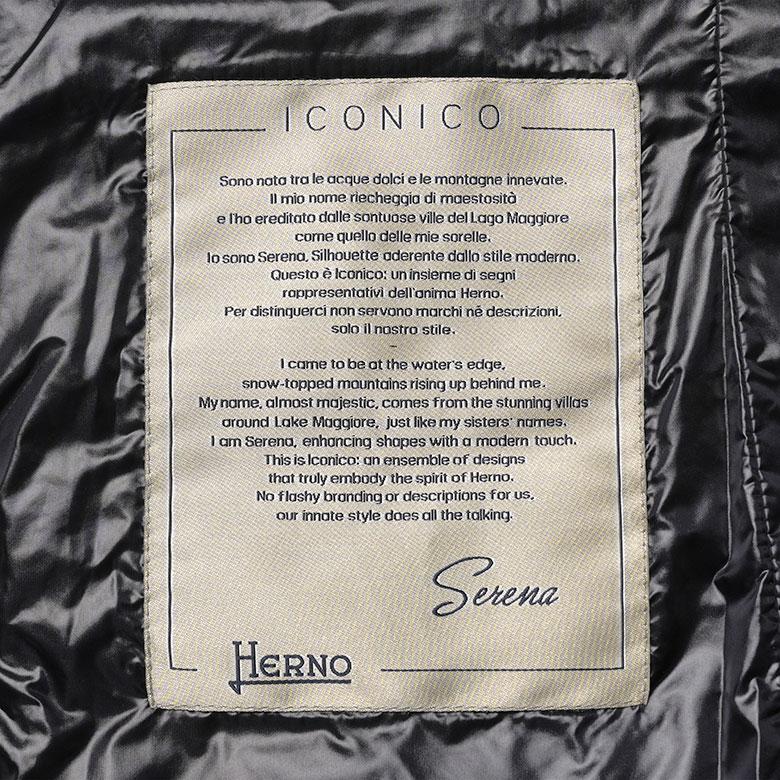 ICONICO
Sono nata tra le acque dolci e le montagne innevate.
Il mio nome riecheggia di maestosità
e l'ho ereditato dalle sontuose ville del Lago Maggiore
come quello delle mie sorelle.
Io sono Serena, Silhouette aderente dallo stile moderno.
Questo è Iconico: un insieme di segni
rappresentativi dell'anima Herno.
Per distinguerci non servono marchi né descrizioni,
solo il nostro stile.
-
I came to be at the water's edge,
snow-topped mountains rising up behind me.
My name, almost majestic, comes from the stunning villas
around Lake Maggiore, just like my sisters' names.
I am Serena, enhancing shapes with a modern touch.
This is Iconico: an ensemble of designs
that truly embody the spirit of Herno.
No flashy branding or descriptions for us,
our innate style does all the talking.
Serena
HERNO